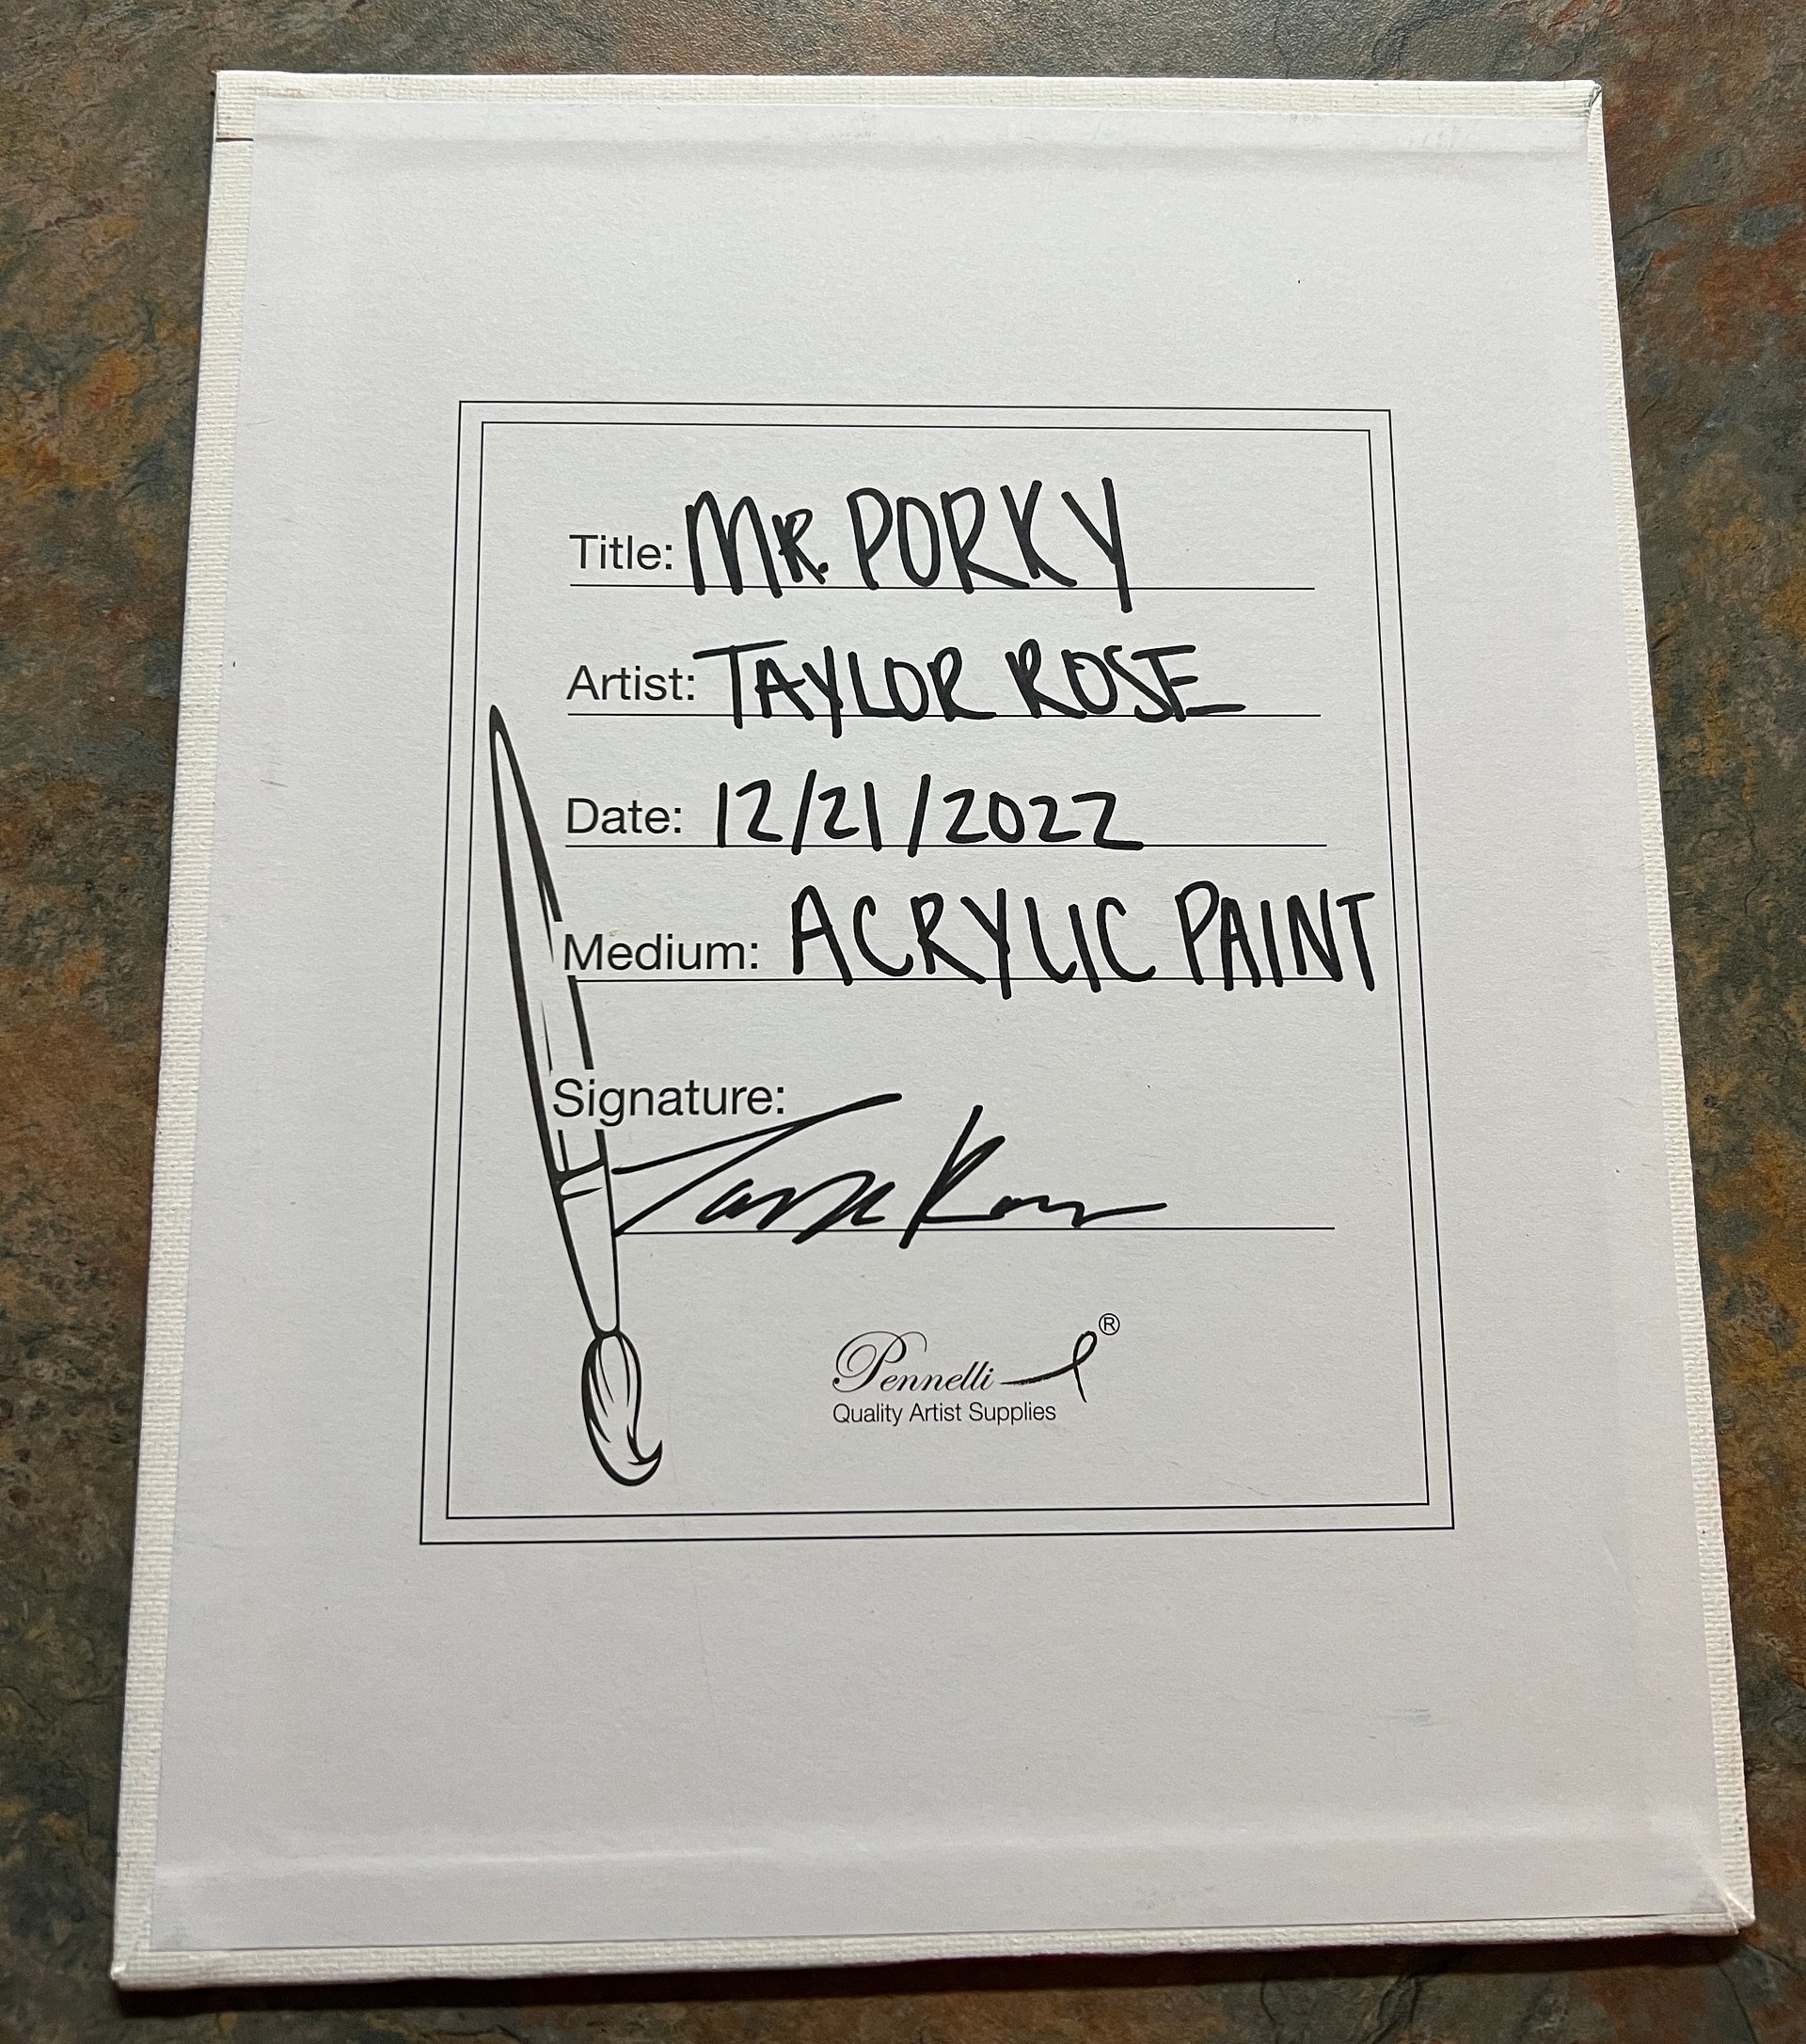 Title: MR. PORKY
Artist: TAYLOR ROSE
Date: 12/21/2022
Medium: ACRYLIC PAINT
Signature:
Pennelli ®
Quality Artist Supplies